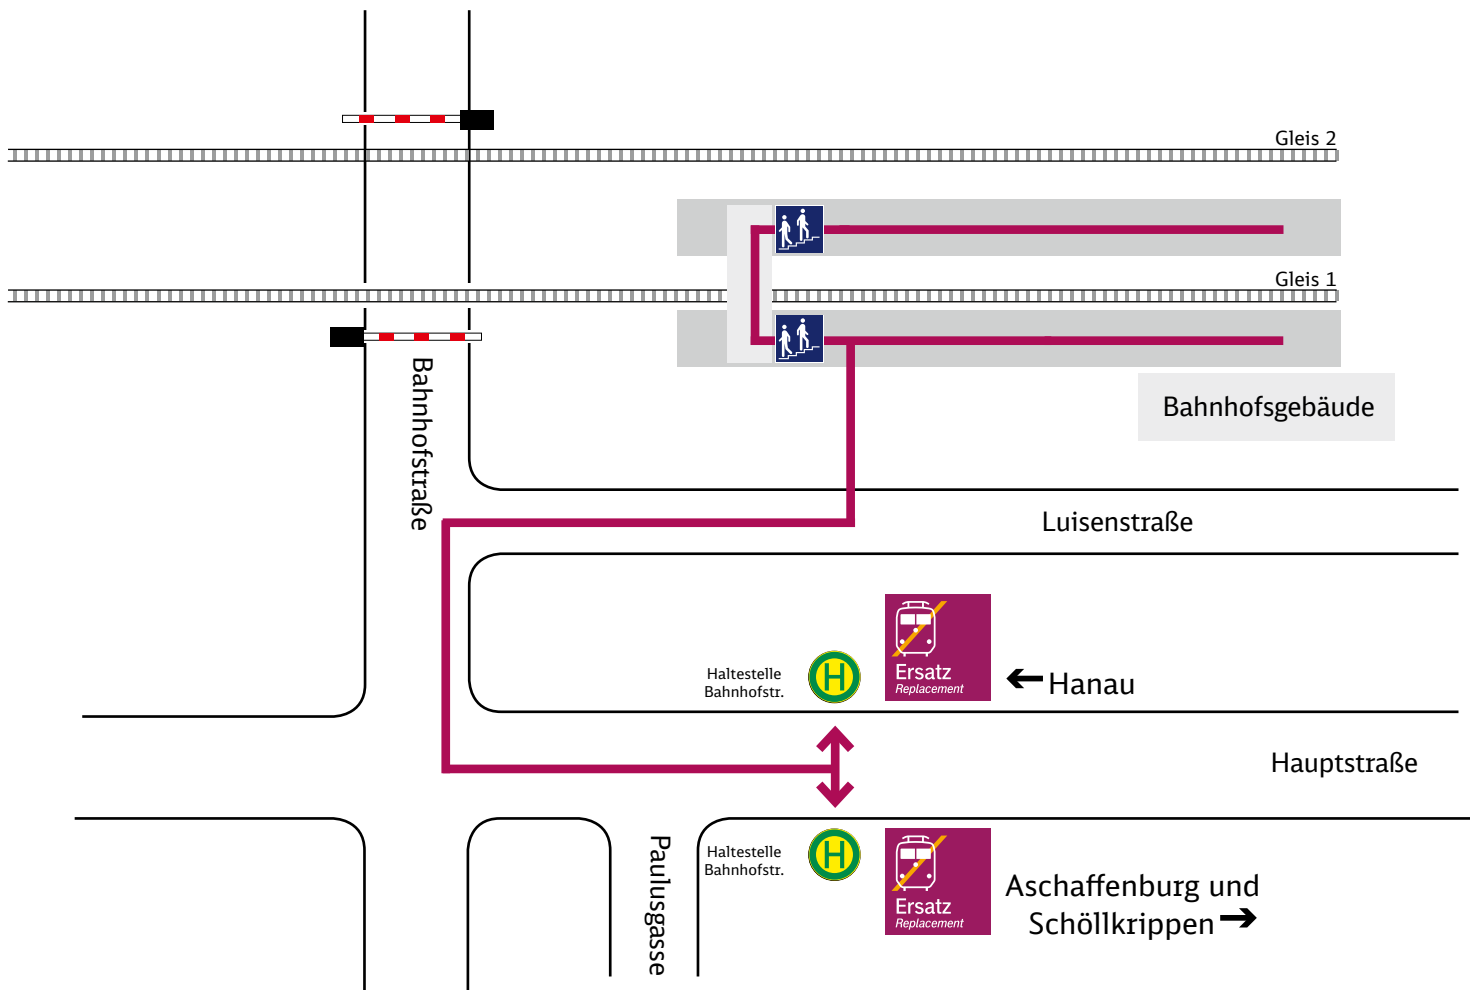 Gleis 2
Gleis 1
Bahnhofstraße
Bahnhofsgebäude
Luisenstraße
Haltestelle
Bahnhofstr.
H
Ersatz
Replacement
Hanau
Hauptstraße
Paulusgasse
Haltestelle
Bahnhofstr.
H
Ersatz
Replacement
Aschaffenburg und
Schöllkrippen